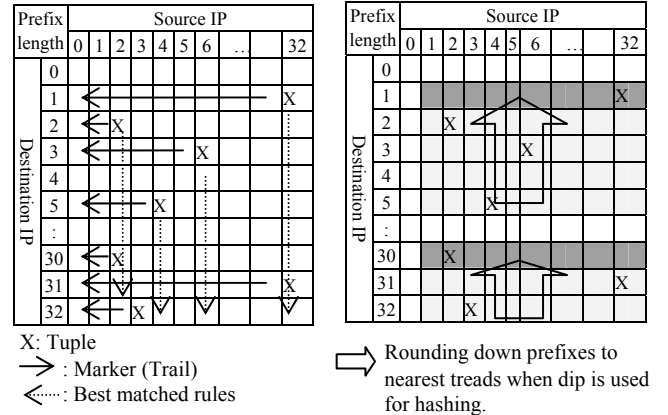 Prefix length Source IP
0 1 2 3 4 5 6 … 32
Destination IP
0
1 X
2 X
3 X
4
5 X
:
30 X
31 X
32 X
X: Tuple
: Marker (Trail)
: Best matched rules
Prefix length Source IP
0 1 2 3 4 5 6 … 32
Destination IP
0
1 X
2 X
3 X
4
5 X
:
30 X
31 X
32 X
Rounding down prefixes to
nearest treads when dip is used
for hashing.